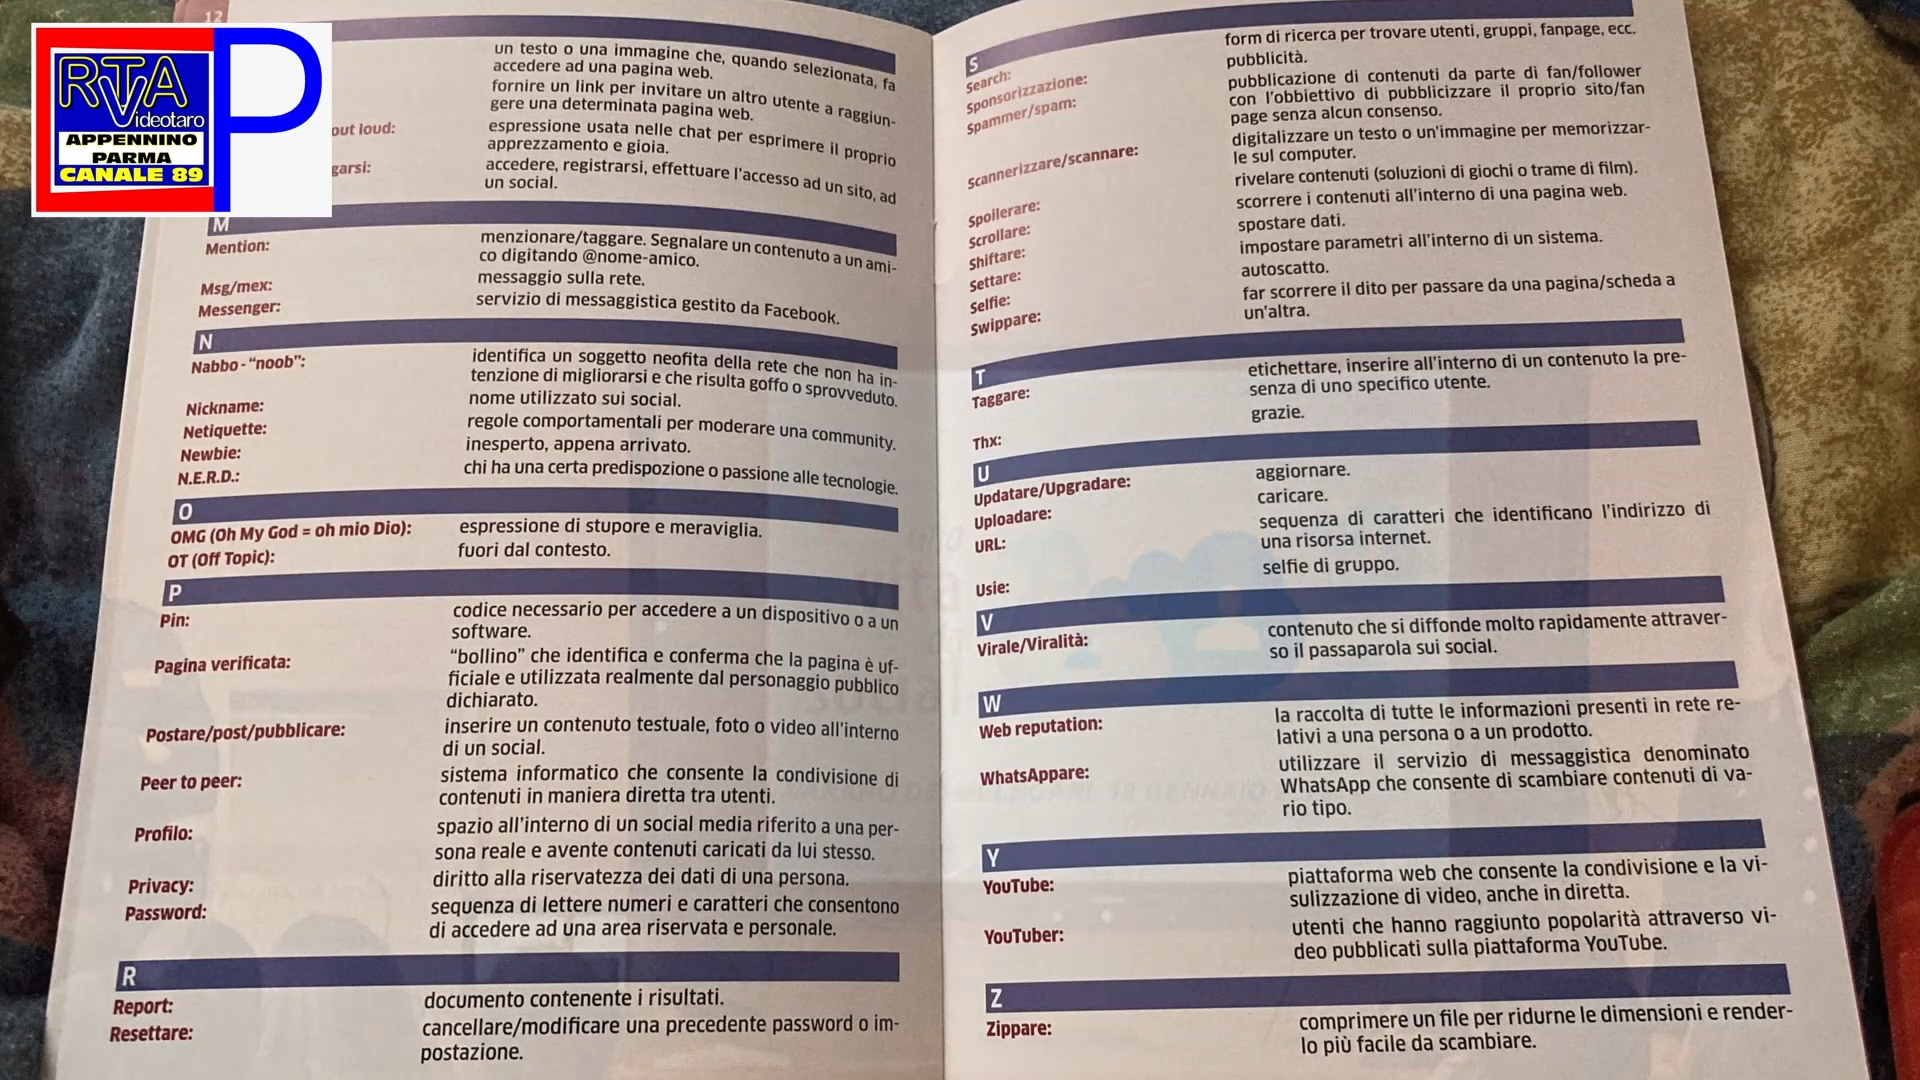 12
RTA
Videotaro
APPENNINO
PARMA
CANALE 89
P
un testo o una immagine che, quando selezionata, fa
accedere ad una pagina web.
fornire un link per invitare un altro utente a raggiun-
gere una determinata pagina web.
out loud: espressione usata nelle chat per esprimere il proprio
apprezzamento e gioia.
garsi: accedere, registrarsi, effettuare l'accesso ad un sito, ad
un social.
M
Mention: menzionare/taggare. Segnalare un contenuto a un ami-
co digitando @nome-amico.
Msg/mex: messaggio sulla rete.
Messenger: servizio di messaggistica gestito da Facebook.
N
Nabbo - “noob”: identifica un soggetto neofita della rete che non ha in-
tenzione di migliorarsi e che risulta goffo o sprovveduto.
Nickname: nome utilizzato sui social.
Netiquette: regole comportamentali per moderare una community.
Newbie: inesperto, appena arrivato.
N.E.R.D.: chi ha una certa predispozione o passione alle tecnologie.
O
OMG (Oh My God = oh mio Dio): espressione di stupore e meraviglia.
OT (Off Topic): fuori dal contesto.
P
Pin: codice necessario per accedere a un dispositivo o a un
software.
Pagina verificata: “bollino” che identifica e conferma che la pagina è uf-
ficiale e utilizzata realmente dal personaggio pubblico
dichiarato.
Postare/post/pubblicare: inserire un contenuto testuale, foto o video all'interno
di un social.
Peer to peer: sistema informatico che consente la condivisione di
contenuti in maniera diretta tra utenti.
Profilo: spazio all'interno di un social media riferito a una per-
sona reale e avente contenuti caricati da lui stesso.
Privacy: diritto alla riservatezza dei dati di una persona.
Password: sequenza di lettere numeri e caratteri che consentono
di accedere ad una area riservata e personale.
R
Report: documento contenente i risultati.
Resettare: cancellare/modificare una precedente password o im-
postazione.
S
Search: form di ricerca per trovare utenti, gruppi, fanpage, ecc.
Sponsorizzazione: pubblicità.
Spammer/spam: pubblicazione di contenuti da parte di fan/follower
con l'obbiettivo di pubblicizzare il proprio sito/fan
page senza alcun consenso.
Scannerizzare/scannare: digitalizzare un testo o un'immagine per memorizzar-
le sul computer.
Spoilerare: rivelare contenuti (soluzioni di giochi o trame di film).
Scrollare: scorrere i contenuti all'interno di una pagina web.
Shiftare: spostare dati.
Settare: impostare parametri all'interno di un sistema.
Selfie: autoscatto.
Swippare: far scorrere il dito per passare da una pagina/scheda a
un'altra.
T
Taggare: etichettare, inserire all'interno di un contenuto la pre-
senza di uno specifico utente.
Thx: grazie.
U
Updatare/Upgradare: aggiornare.
Uploadare: caricare.
URL: sequenza di caratteri che identificano l'indirizzo di
una risorsa internet.
Usie: selfie di gruppo.
V
Virale/Viralità: contenuto che si diffonde molto rapidamente attraver-
so il passaparola sui social.
W
Web reputation: la raccolta di tutte le informazioni presenti in rete re-
lativi a una persona o a un prodotto.
WhatsAppare: utilizzare il servizio di messaggistica denominato
WhatsApp che consente di scambiare contenuti di va-
rio tipo.
Y
YouTube: piattaforma web che consente la condivisione e la vi-
sulizzazione di video, anche in diretta.
YouTuber: utenti che hanno raggiunto popolarità attraverso vi-
deo pubblicati sulla piattaforma YouTube.
Z
Zippare: comprimere un file per ridurne le dimensioni e render-
lo più facile da scambiare.